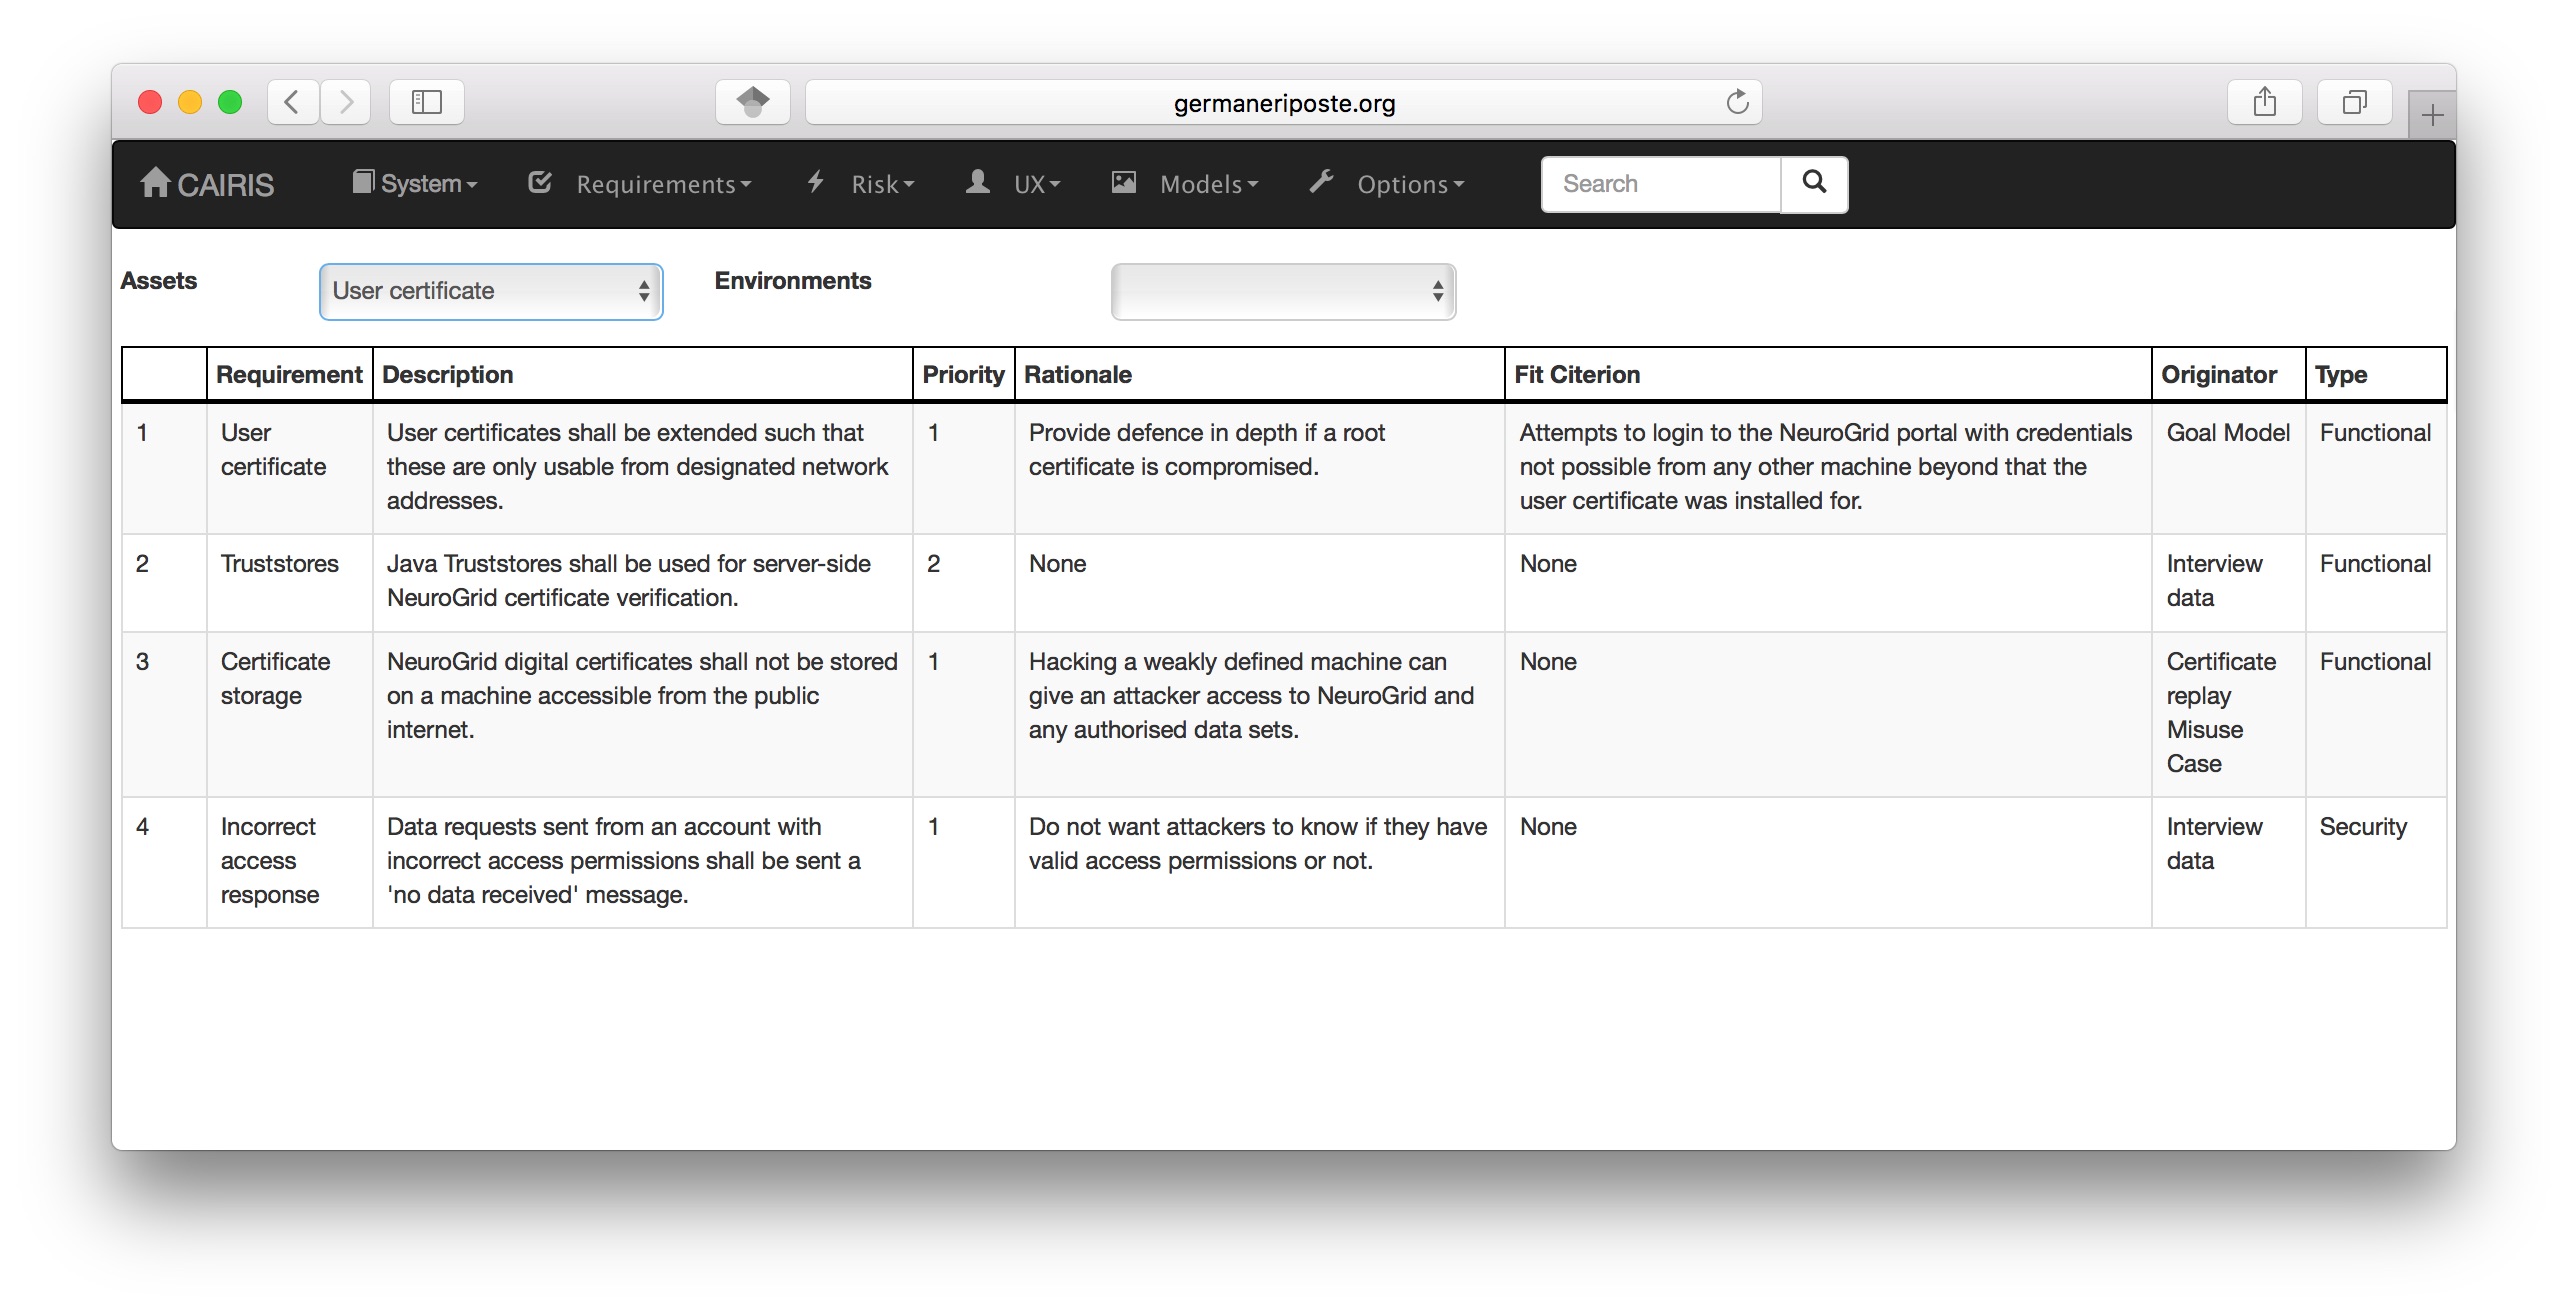 germaneriposte.org
CAIRIS System Requirements Risk UX Models Options Search
Assets User certificate Environments
Requirement Description Priority Rationale Fit Citerion Originator Type
1 User certificate User certificates shall be extended such that these are only usable from designated network addresses. 1 Provide defence in depth if a root certificate is compromised. Attempts to login to the NeuroGrid portal with credentials not possible from any other machine beyond that the user certificate was installed for. Goal Model Functional
2 Truststores Java Truststores shall be used for server-side NeuroGrid certificate verification. 2 None None Interview data Functional
3 Certificate storage NeuroGrid digital certificates shall not be stored on a machine accessible from the public internet. 1 Hacking a weakly defined machine can give an attacker access to NeuroGrid and any authorised data sets. None Certificate replay Misuse Case Functional
4 Incorrect access response Data requests sent from an account with incorrect access permissions shall be sent a 'no data received' message. 1 Do not want attackers to know if they have valid access permissions or not. None Interview data Security